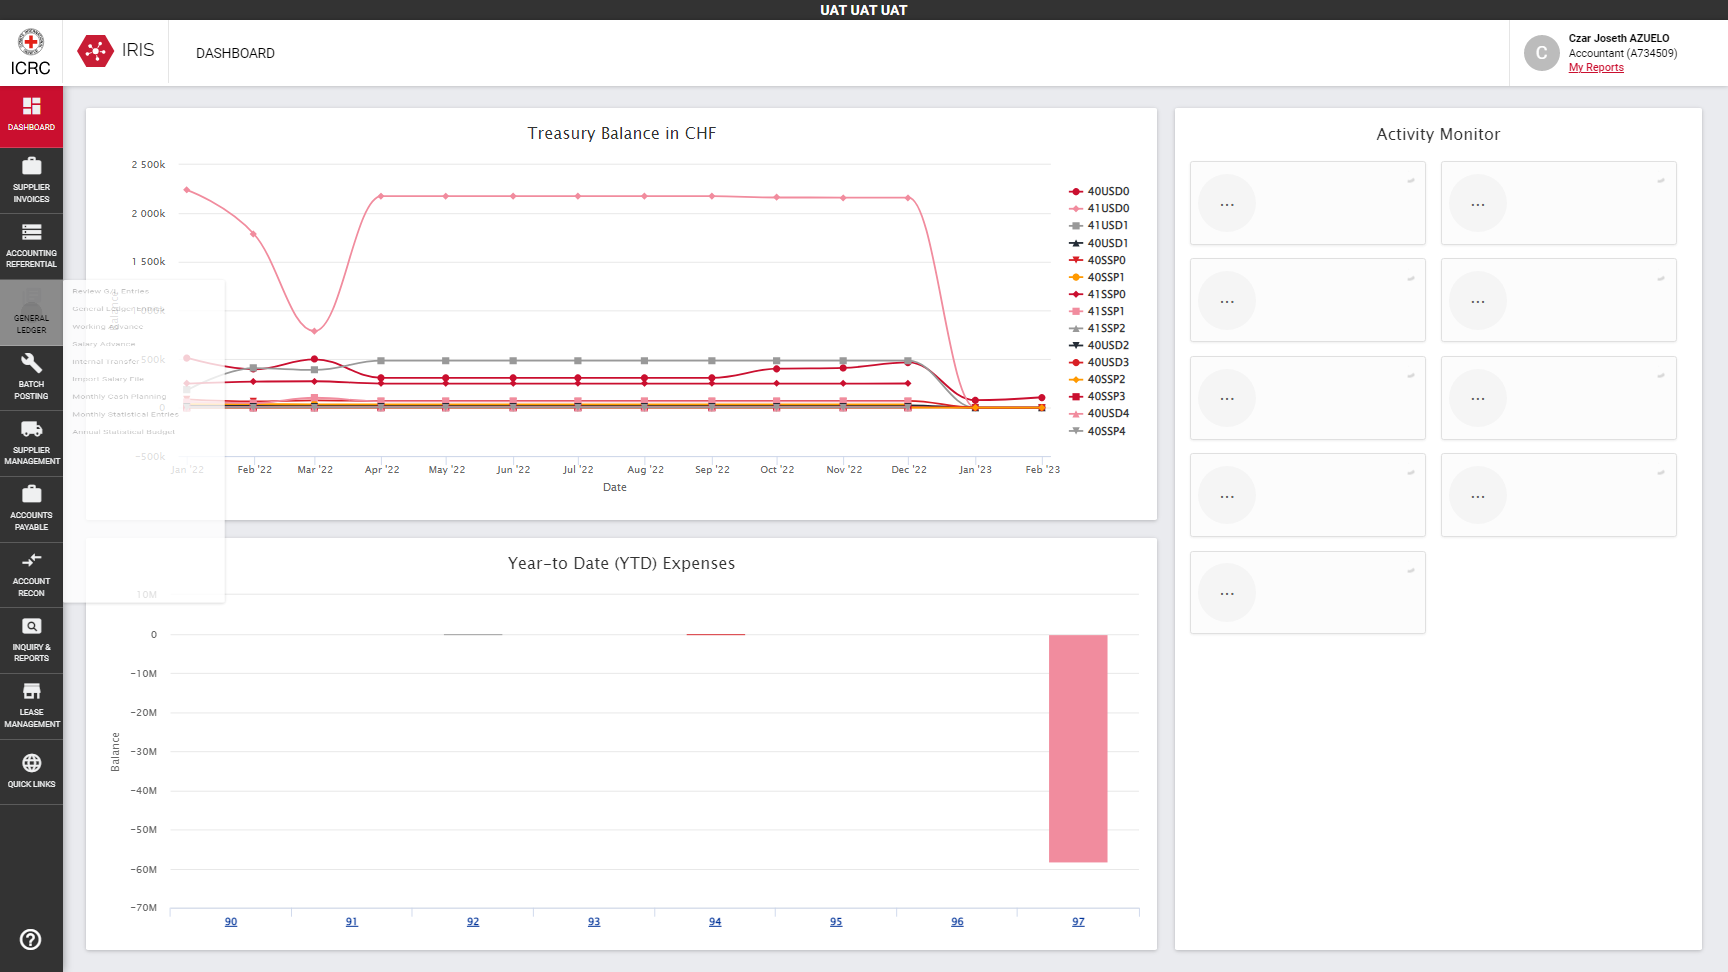 UAT UAT UAT
ICRC
IRIS
DASHBOARD
C
Czar Joseth AZUELO
Accountant (A734509)
My Reports
DASHBOARD
SUPPLIER
INVOICES
ACCOUNTING
REFERENTIAL
GENERAL
LEDGER
BATCH
POSTING
SUPPLIER
MANAGEMENT
ACCOUNTS
PAYABLE
ACCOUNT
RECON
INQUIRY &
REPORTS
LEASE
MANAGEMENT
QUICK LINKS
Review G.L. Entries
General Ledger Entries
Working Advance
Salary Advance
Internal Transfer
Import Salary File
Monthly Cash Planning
Monthly Statistical Entries
Annual Statistical Budget
Treasury Balance in CHF
2 500k
2 000k
1 500k
500k
0
-500k
Balance
Jan '22
Feb '22
Mar '22
Apr '22
May '22
Jun '22
Jul '22
Aug '22
Sep '22
Oct '22
Nov '22
Dec '22
Jan '23
Feb '23
Date
40USD0
41USD0
41USD1
40USD1
40SSP0
40SSP1
41SSP0
41SSP1
41SSP2
40USD2
40USD3
40SSP2
40SSP3
40USD4
40SSP4
Year-to Date (YTD) Expenses
10M
0
-10M
-20M
-30M
-40M
-50M
-60M
-70M
Balance
90
91
92
93
94
95
96
97
Activity Monitor
...
...
...
...
...
...
...
...
...